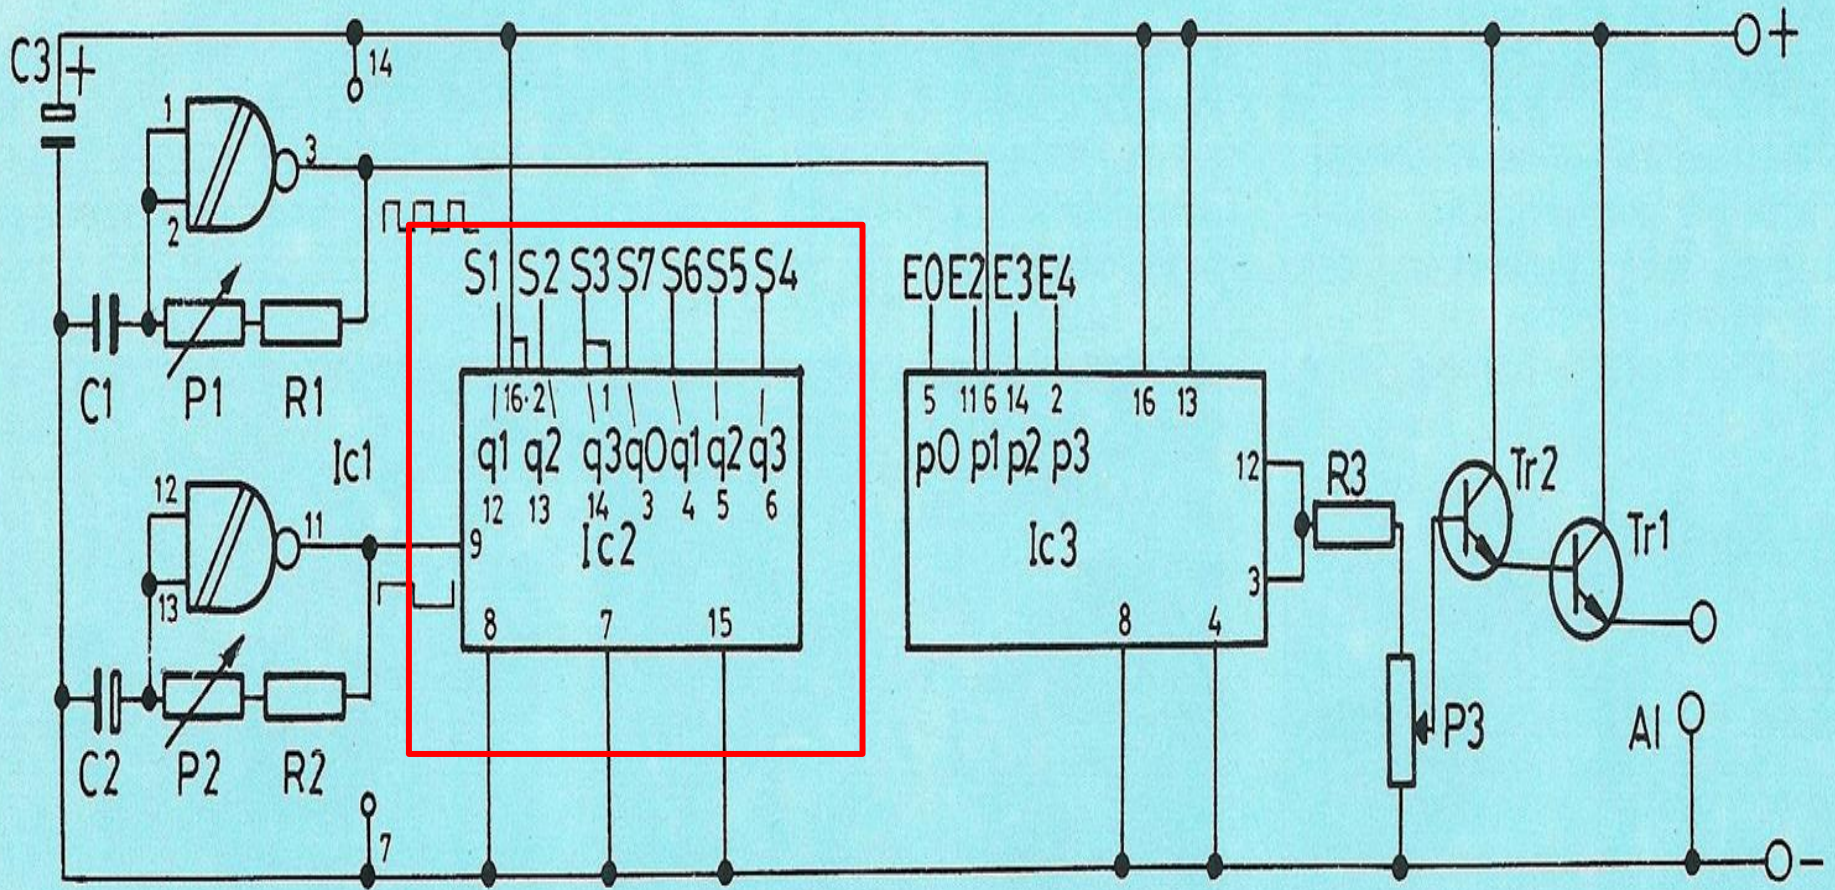 C3 +
14
+
1
3
2
S1 S2 S3 S7 S6 S5 S4
E0 E2 E3 E4
C1 P1 R1
16 2 1
5 11 6 14 2 16 13
q1 q2 q3 q0 q1 q2 q3
p0 p1 p2 p3
Ic1
12
11
13
12 13 14 3 4 5 6
9
Ic2
Ic3
12
3
R3
Tr2
Tr1
8 7 15
8 4
C2 P2 R2
P3
Al
7
-